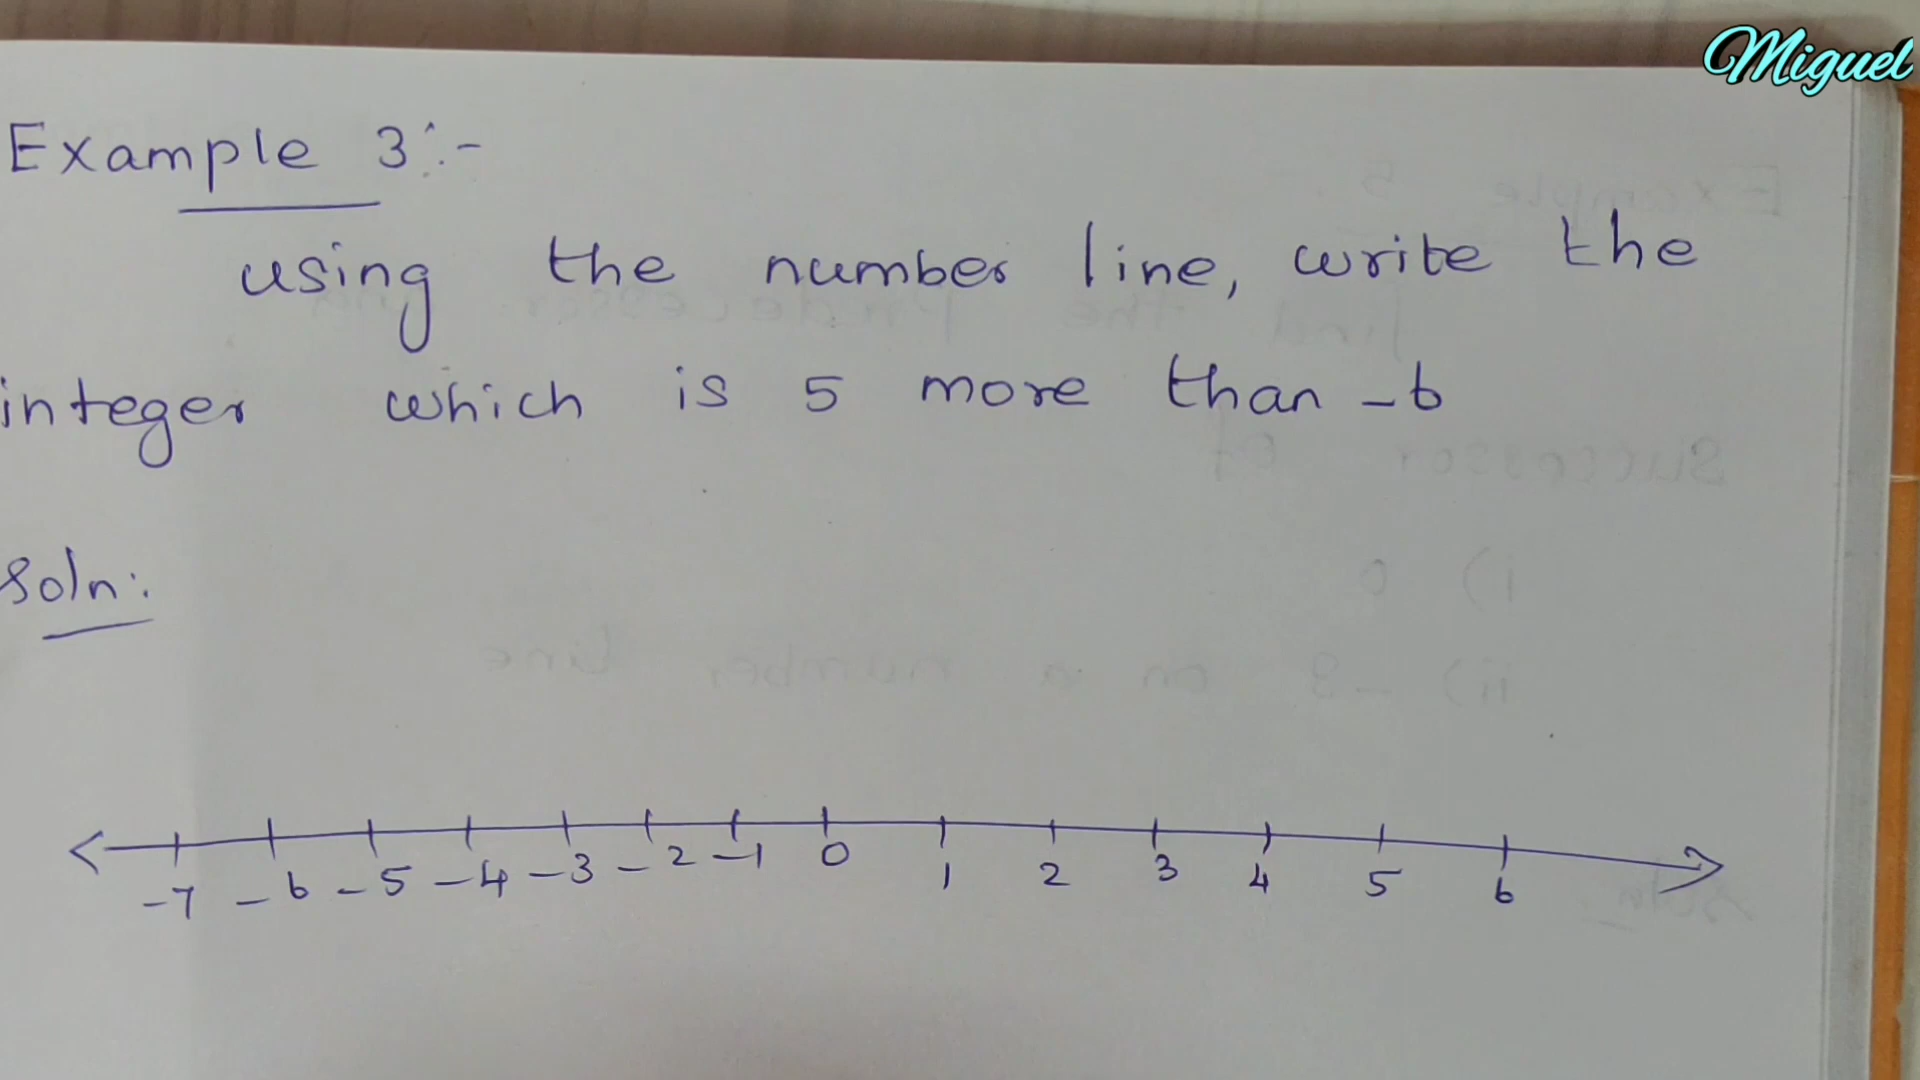 Miguel
Example 3:-
using the number line, write the
integer which is 5 more than -6
Soln:
-7 -6 -5 -4 -3 -2 -1 0 1 2 3 4 5 6